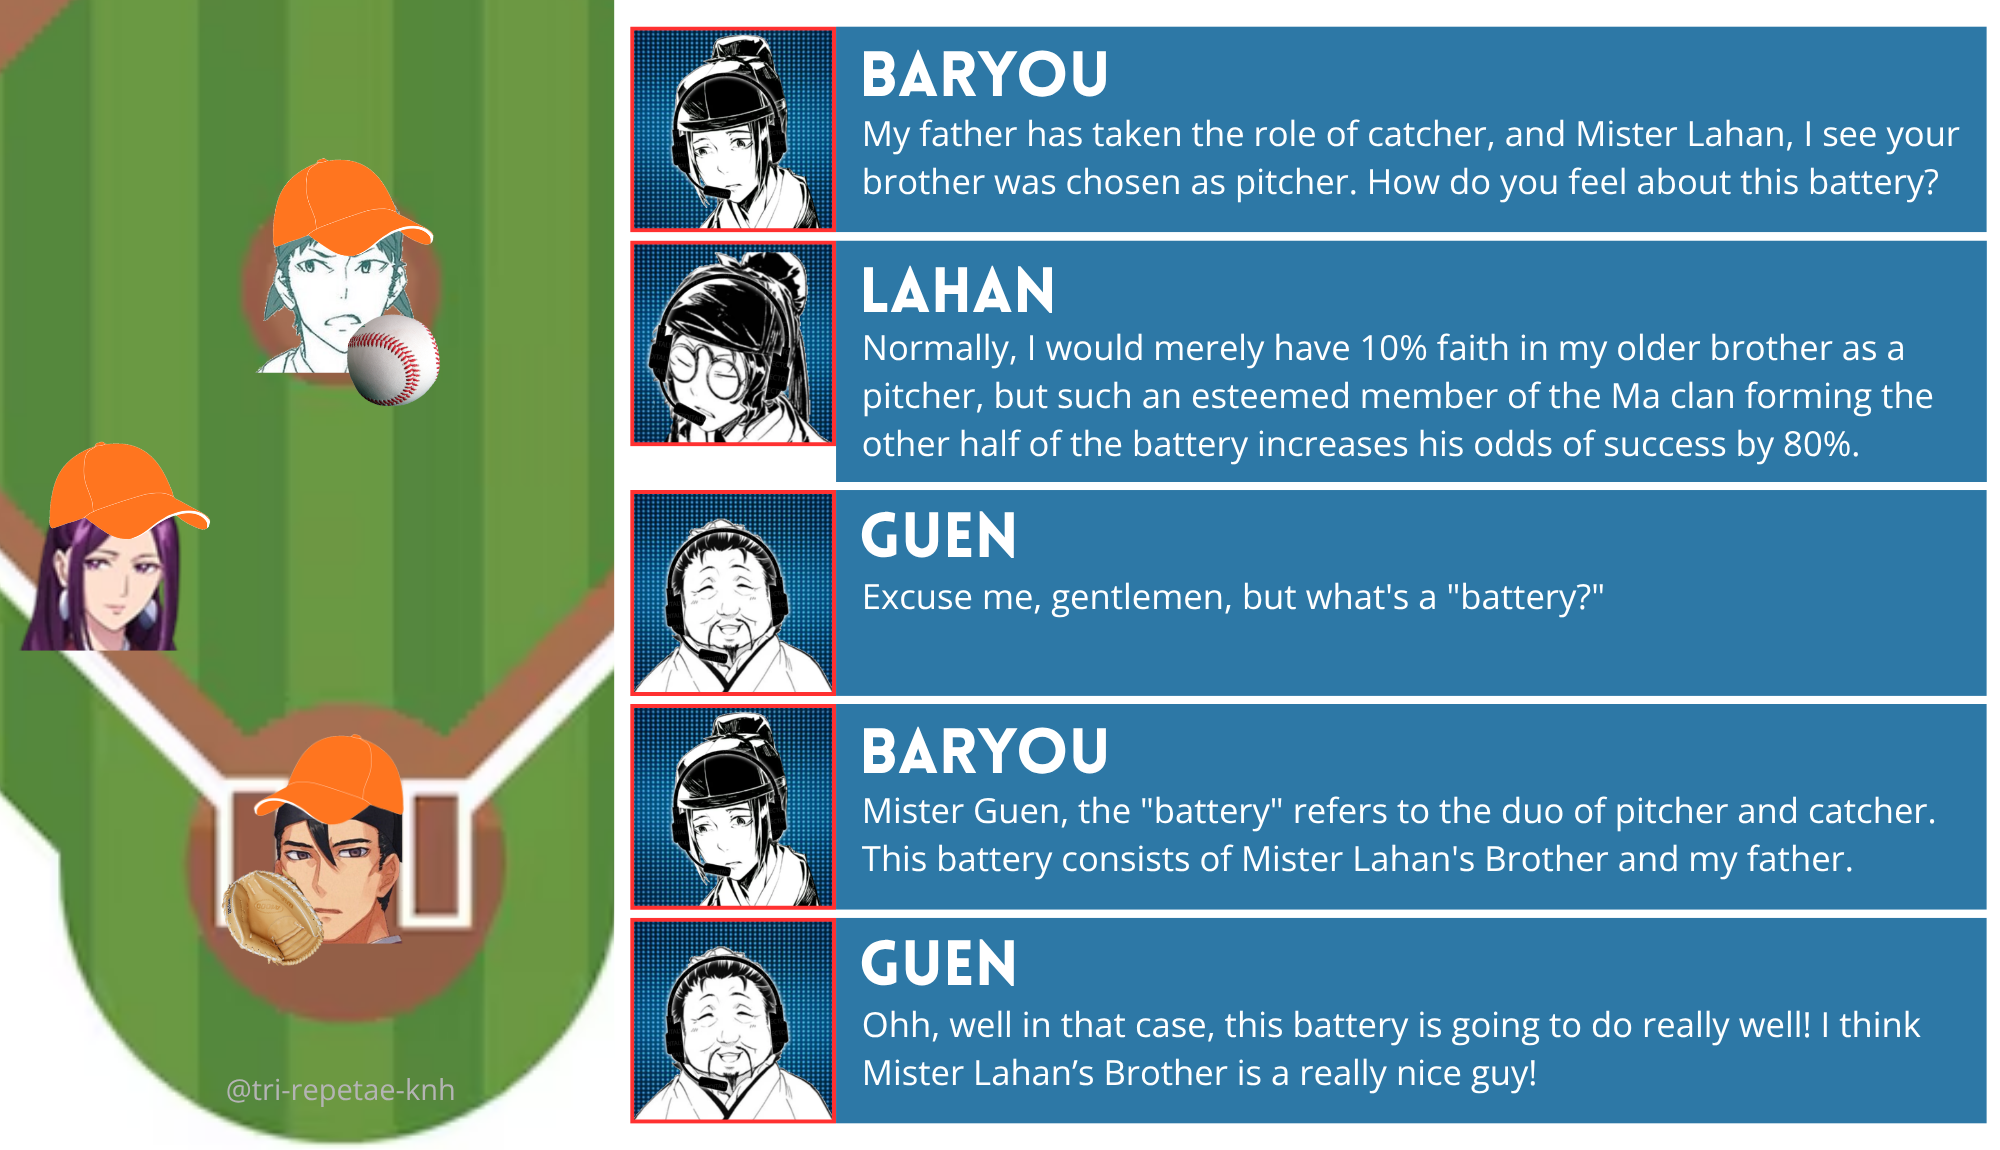 BARYOU
My father has taken the role of catcher, and Mister Lahan, I see your
brother was chosen as pitcher. How do you feel about this battery?
LAHAN
Normally, I would merely have 10% faith in my older brother as a
pitcher, but such an esteemed member of the Ma clan forming the
other half of the battery increases his odds of success by 80%.
GUEN
Excuse me, gentlemen, but what's a "battery?"
BARYOU
Mister Guen, the "battery" refers to the duo of pitcher and catcher.
This battery consists of Mister Lahan's Brother and my father.
GUEN
Ohh, well in that case, this battery is going to do really well! I think
Mister Lahan’s Brother is a really nice guy!
@tri-repetae-knh